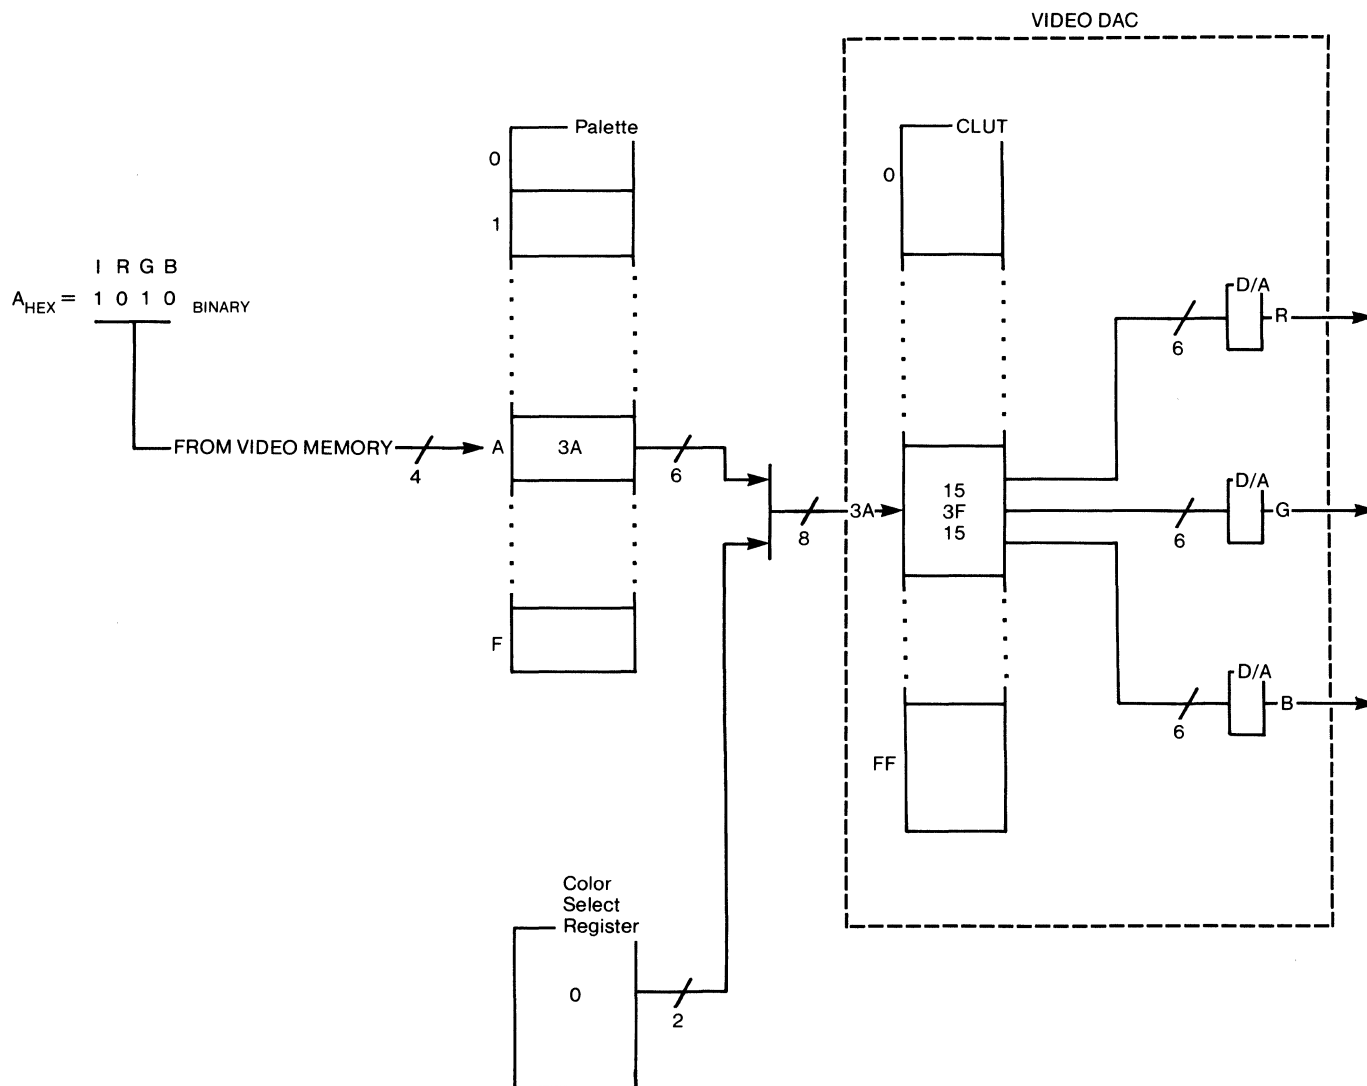 VIDEO DAC
Palette
CLUT
0
0
1
I R G B
A HEX = 1 0 1 0 BINARY
D/A
R
6
FROM VIDEO MEMORY
4
A
3A
6
8
3A
15
3F
15
D/A
G
6
F
D/A
B
6
FF
Color
Select
Register
0
2